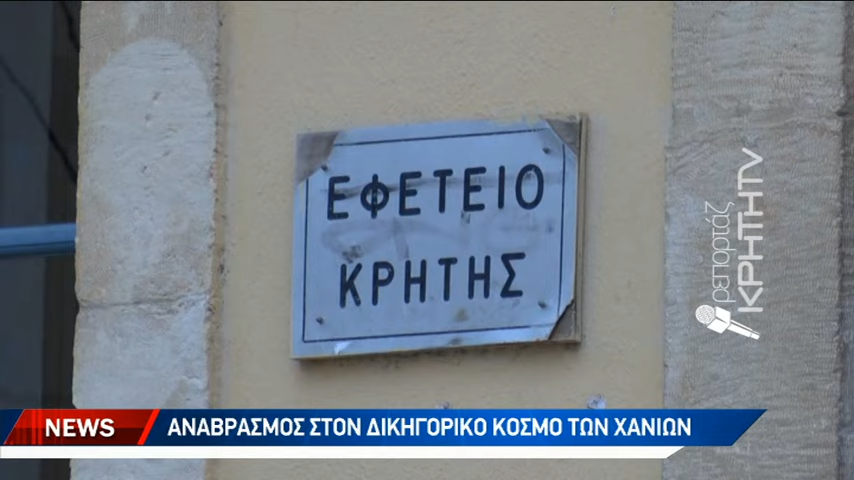 ΕΦΕΤΕΙΟ
ΚΡΗΤΗΣ
ρεπορτάζ
ΚΡΗΤΗTV
NEWS
ΑΝΑΒΡΑΣΜΟΣ ΣΤΟΝ ΔΙΚΗΓΟΡΙΚΟ ΚΟΣΜΟ ΤΩΝ ΧΑΝΙΩΝ